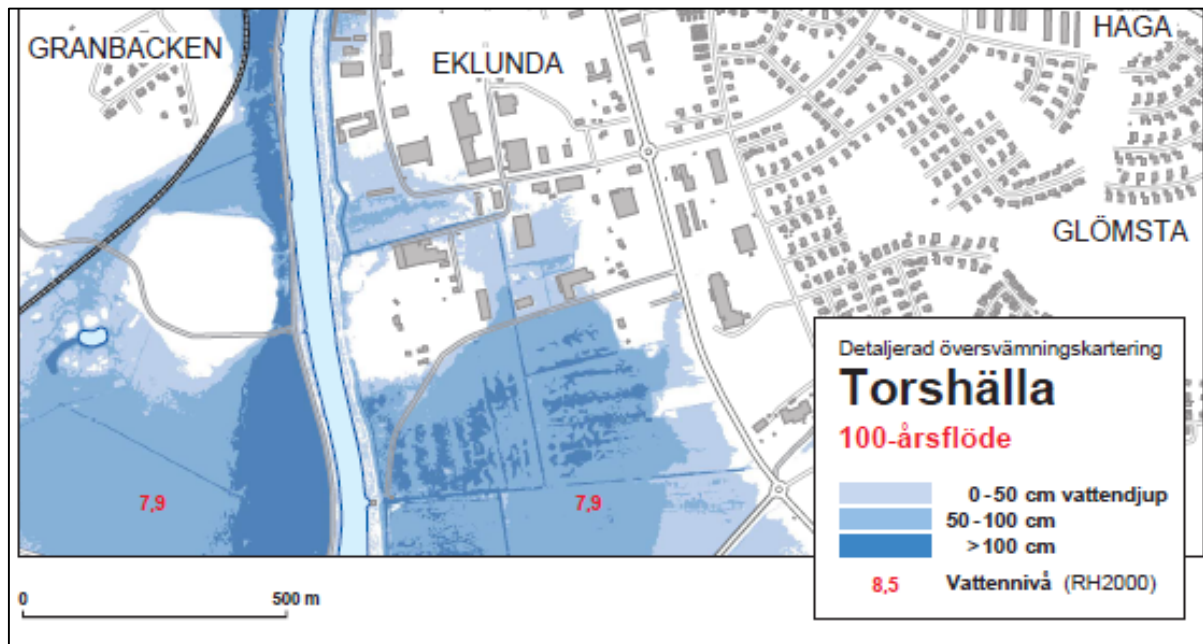 GRANBACKEN
EKLUNDA
HAGA
GLÖMSTA
7,9
7,9
Detaljerad översvämningskartering
Torshälla
100-årsflöde
0-50 cm vattendjup
50-100 cm
>100 cm
8,5 Vattennivå (RH2000)
0 500 m